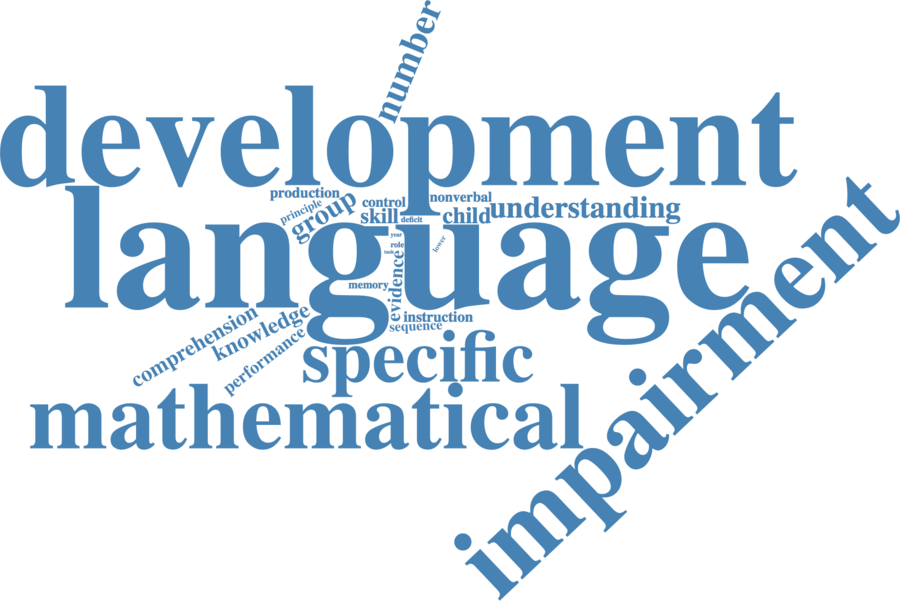 number
development
production
control
nonverbal
principle
group
skill
deficit
child
understanding
language
year
role
lower
task
evidence
memory
instruction
sequence
comprehension
knowledge
performance
specific
impairment
mathematical